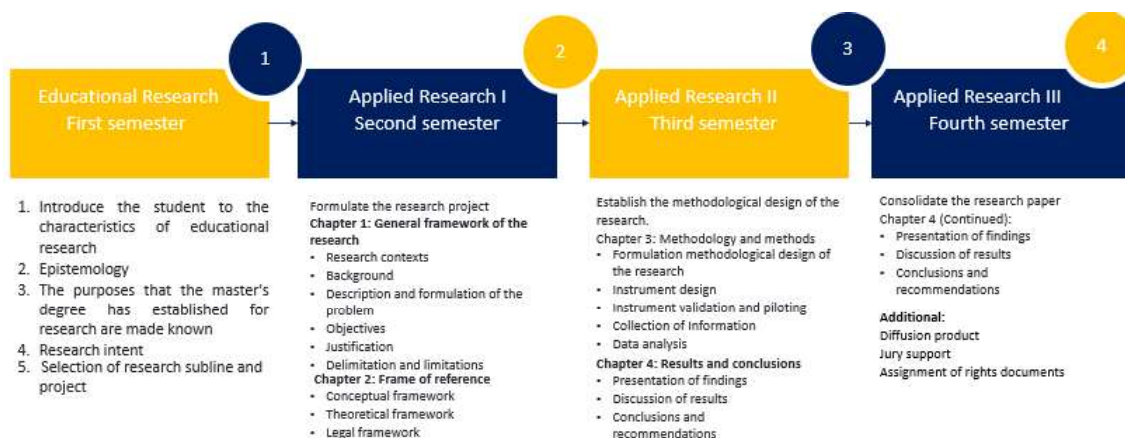 1
2
3
4
Educational Research
First semester
Applied Research I
Second semester
Applied Research II
Third semester
Applied Research III
Fourth semester
1. Introduce the student to the
characteristics of educational
research
2. Epistemology
3. The purposes that the master's
degree has established for
research are made known
4. Research intent
5. Selection of research subline and
project
Formulate the research project
Chapter 1: General framework of the
research
• Research contexts
• Background
• Description and formulation of the
problem
• Objectives
• Justification
• Delimitation and limitations
Chapter 2: Frame of reference
• Conceptual framework
• Theoretical framework
• Legal framework
Establish the methodological design of the
research.
Chapter 3: Methodology and methods
• Formulation methodological design of
the research
• Instrument design
• Instrument validation and piloting
• Collection of Information
• Data analysis
Chapter 4: Results and conclusions
• Presentation of findings
• Discussion of results
• Conclusions and
recommendations
Consolidate the research paper
Chapter 4 (Continued):
• Presentation of findings
• Discussion of results
• Conclusions and
recommendations
Additional:
Diffusion product
Jury support
Assignment of rights documents